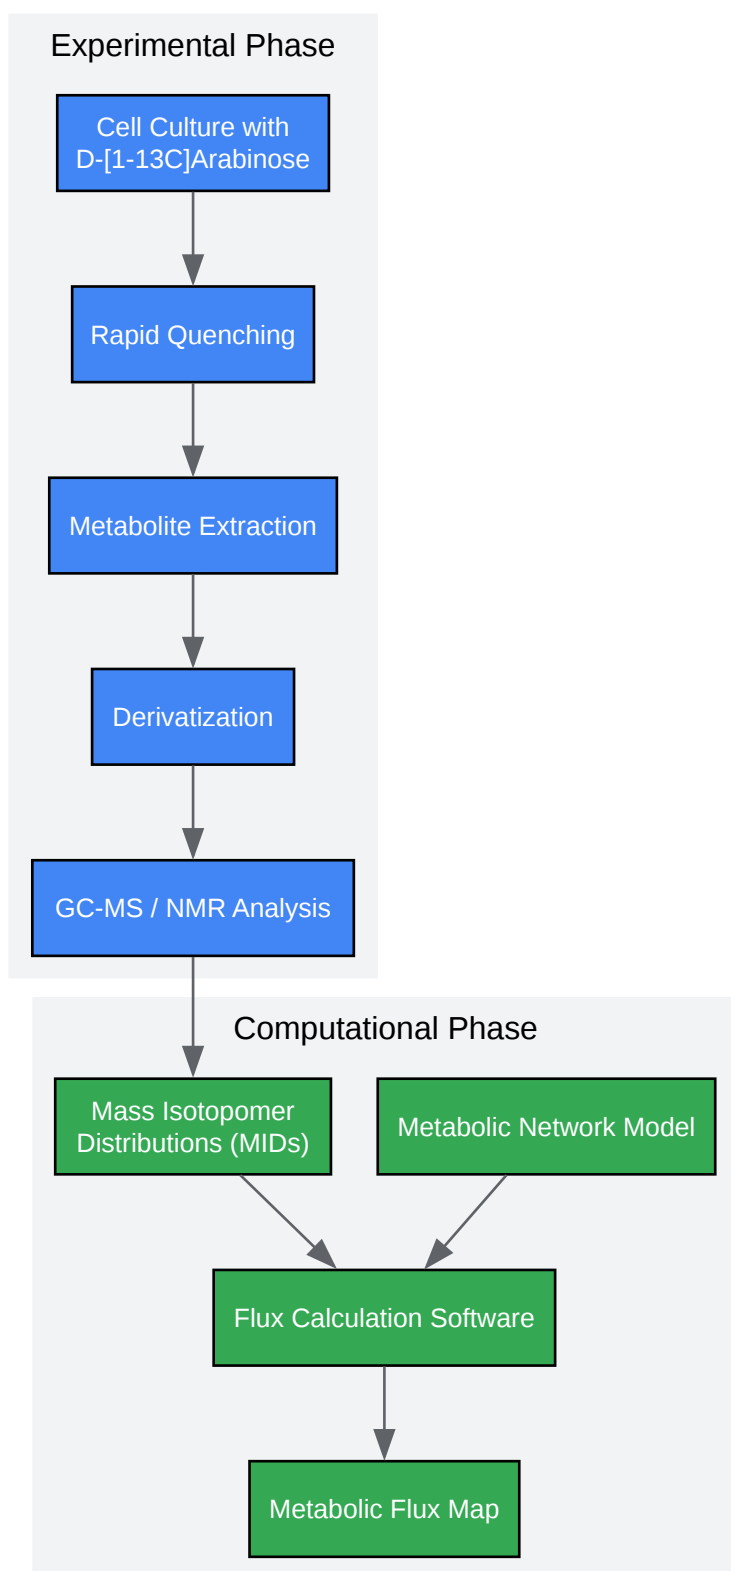 Experimental Phase
Cell Culture with
D-[1-13C]Arabinose
Rapid Quenching
Metabolite Extraction
Derivatization
GC-MS / NMR Analysis
Computational Phase
Mass Isotopomer
Distributions (MIDs)
Metabolic Network Model
Flux Calculation Software
Metabolic Flux Map